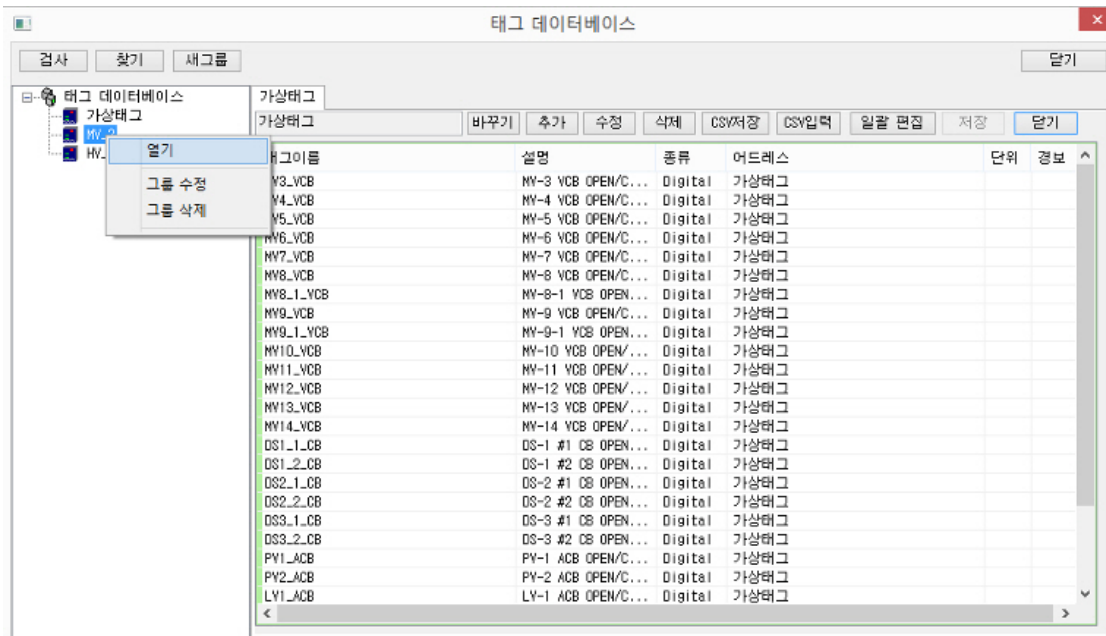 태그 데이터베이스
검사 찾기 새그룹 닫기
태그 데이터베이스
가상태그
MV_2
HV_
열기
그룹 수정
그룹 삭제
가상태그
가상태그 바꾸기 추가 수정 삭제 CSV저장 CSV입력 일괄 편집 저장 닫기
태그이름 설명 종류 어드레스 단위 경보
MV3_VCB MV-3 VCB OPEN/C... Digital 가상태그
MV4_VCB MV-4 VCB OPEN/C... Digital 가상태그
MV5_VCB MV-5 VCB OPEN/C... Digital 가상태그
MV6_VCB MV-6 VCB OPEN/C... Digital 가상태그
MV7_VCB MV-7 VCB OPEN/C... Digital 가상태그
MV8_VCB MV-8 VCB OPEN/C... Digital 가상태그
MV8_1_VCB MV-8-1 VCB OPEN... Digital 가상태그
MV9_VCB MV-9 VCB OPEN/C... Digital 가상태그
MV9_1_VCB MV-9-1 VCB OPEN... Digital 가상태그
MV10_VCB MV-10 VCB OPEN/... Digital 가상태그
MV11_VCB MV-11 VCB OPEN/... Digital 가상태그
MV12_VCB MV-12 VCB OPEN/... Digital 가상태그
MV13_VCB MV-13 VCB OPEN/... Digital 가상태그
MV14_VCB MV-14 VCB OPEN/... Digital 가상태그
DS1_1_CB DS-1 #1 CB OPEN... Digital 가상태그
DS1_2_CB DS-1 #2 CB OPEN... Digital 가상태그
DS2_1_CB DS-2 #1 CB OPEN... Digital 가상태그
DS2_2_CB DS-2 #2 CB OPEN... Digital 가상태그
DS3_1_CB DS-3 #1 CB OPEN... Digital 가상태그
DS3_2_CB DS-3 #2 CB OPEN... Digital 가상태그
PV1_ACB PV-1 ACB OPEN/C... Digital 가상태그
PV2_ACB PV-2 ACB OPEN/C... Digital 가상태그
LV1_ACB LV-1 ACB OPEN/C... Digital 가상태그